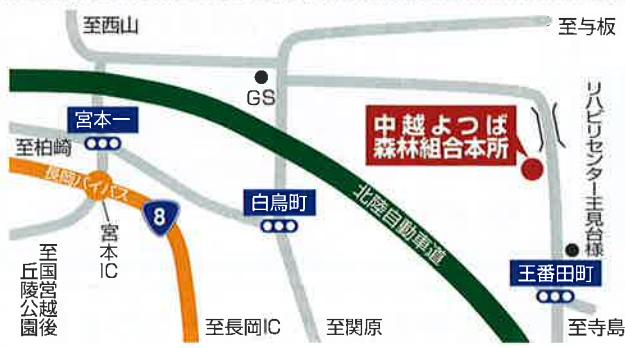 至西山
至与板
GS
リハビリセンター王見台様
宮本一
中越よつば
森林組合本所
至柏崎
長岡バイパス
白鳥町
北陸自動車道
8
宮本IC
至国営越後
丘陵公園
王番田町
至長岡IC
至関原
至寺島